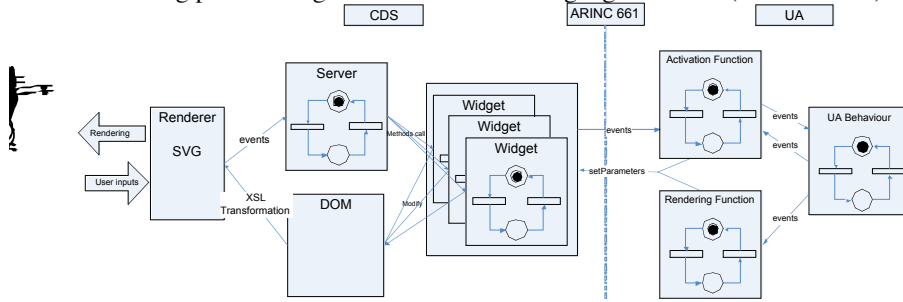 CDS
ARINC 661
UA
Server
Widget
Widget
Widget
Renderer
SVG
Rendering
User inputs
events
Methods call
Modify
XSL
Transformation
DOM
events
setParameters
Activation Function
events
events
UA Behaviour
Rendering Function
events